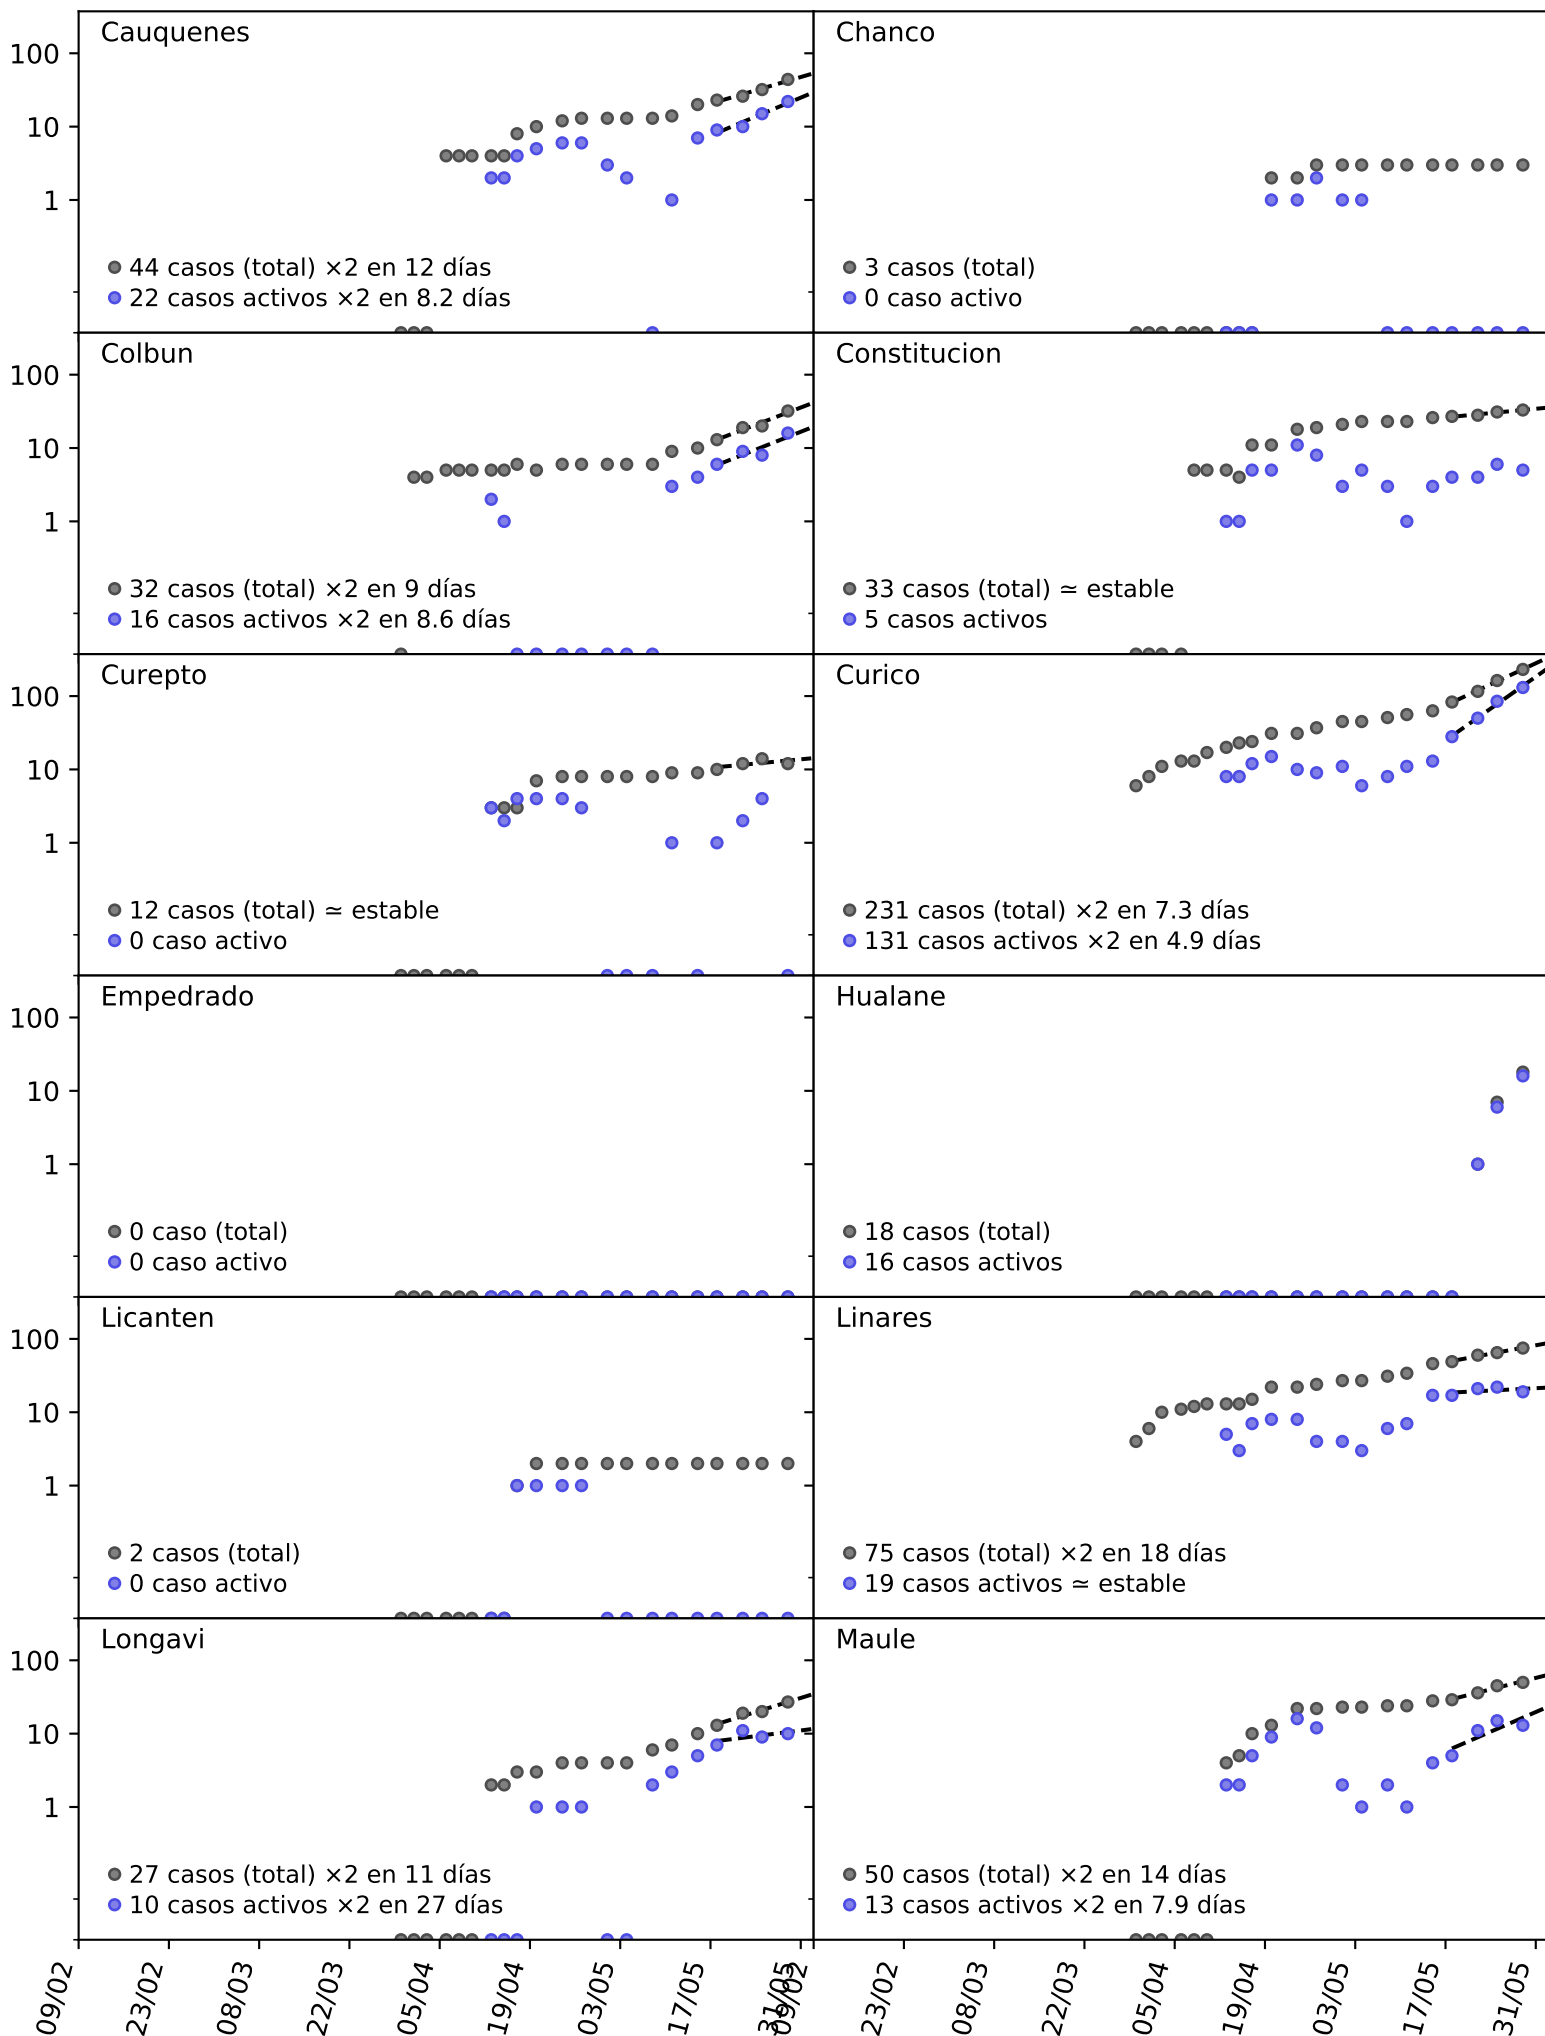 Cauquenes
100
10
1
44 casos (total) ×2 en 12 días
22 casos activos ×2 en 8.2 días
Chanco
3 casos (total)
0 caso activo
Colbun
100
10
1
32 casos (total) ×2 en 9 días
16 casos activos ×2 en 8.6 días
Constitucion
33 casos (total) ≃ estable
5 casos activos
Curepto
100
10
1
12 casos (total) ≃ estable
0 caso activo
Curico
231 casos (total) ×2 en 7.3 días
131 casos activos ×2 en 4.9 días
Empedrado
100
10
1
0 caso (total)
0 caso activo
Hualane
18 casos (total)
16 casos activos
Licanten
100
10
1
2 casos (total)
0 caso activo
Linares
75 casos (total) ×2 en 18 días
19 casos activos ≃ estable
Longavi
100
10
1
27 casos (total) ×2 en 11 días
10 casos activos ×2 en 27 días
Maule
50 casos (total) ×2 en 14 días
13 casos activos ×2 en 7.9 días
09/02
23/02
08/03
22/03
05/04
19/04
03/05
17/05
31/05
09/02
23/02
08/03
22/03
05/04
19/04
03/05
17/05
31/05